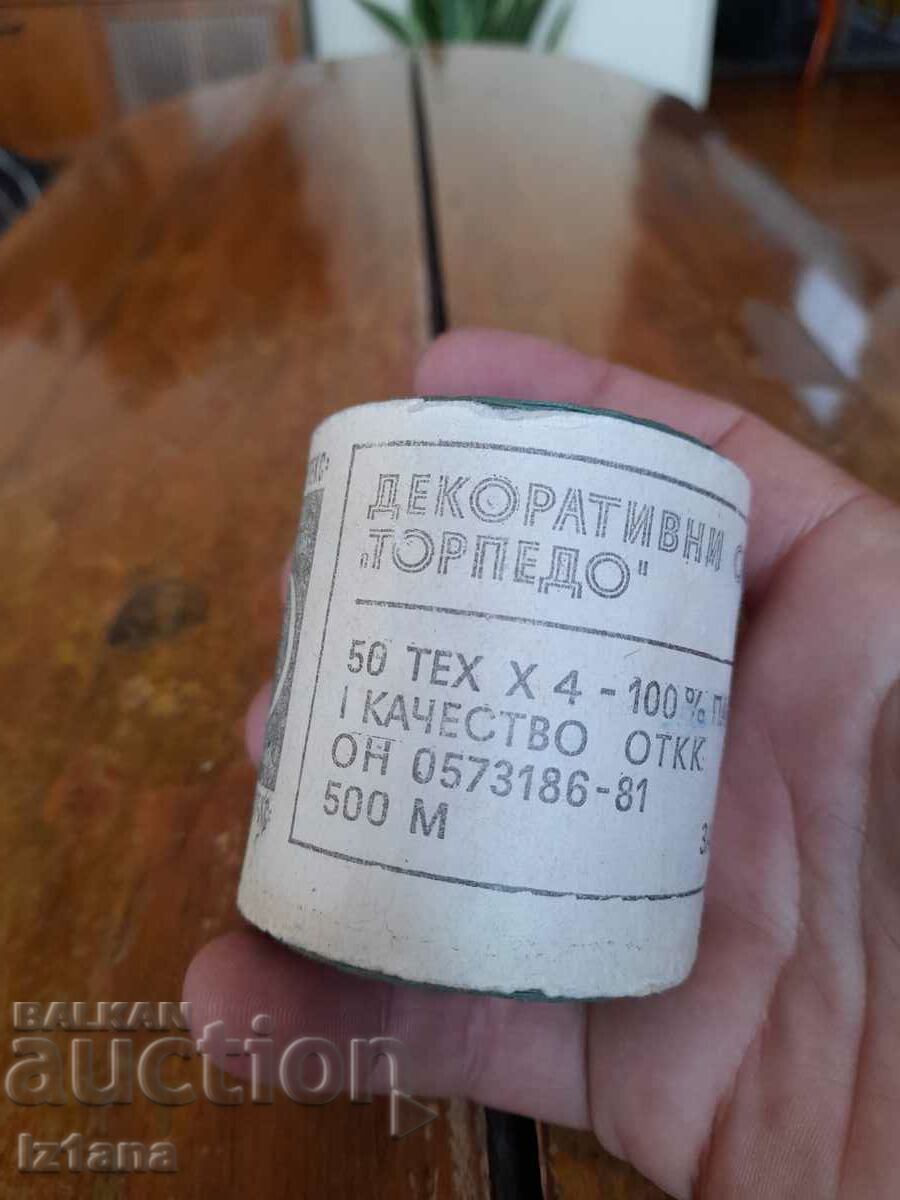 ДЕКОРАТИВНИ
„ТОРПЕДО"
50 ТЕХ X 4 - 100%
I КАЧЕСТВО ОТКК
ОН 0573186-81
500 М
BALKAN
auction
Iz1ana